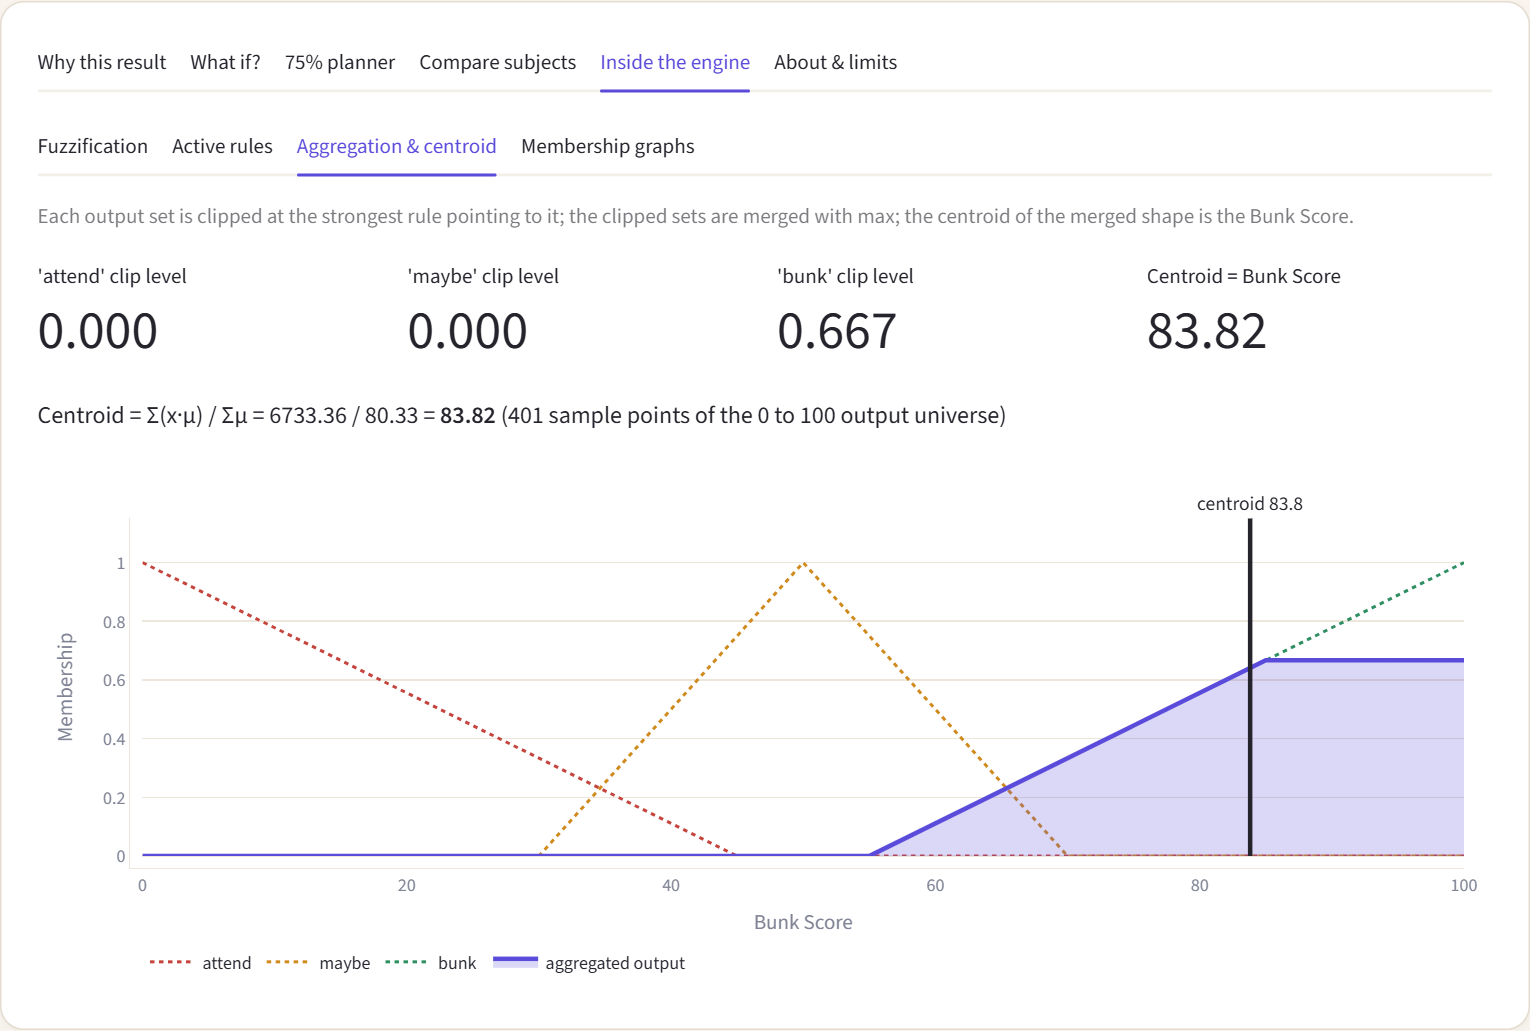 Why this result What if? 75% planner Compare subjects Inside the engine About & limits
Fuzzification Active rules Aggregation & centroid Membership graphs
Each output set is clipped at the strongest rule pointing to it; the clipped sets are merged with max; the centroid of the merged shape is the Bunk Score.
'attend' clip level 'maybe' clip level 'bunk' clip level Centroid = Bunk Score
0.000 0.000 0.667 83.82
Centroid = Σ(x·μ) / Σμ = 6733.36 / 80.33 = 83.82 (401 sample points of the 0 to 100 output universe)
centroid 83.8
1
0.8
0.6
0.4
0.2
0
Membership
0 20 40 60 80 100
Bunk Score
attend maybe bunk aggregated output